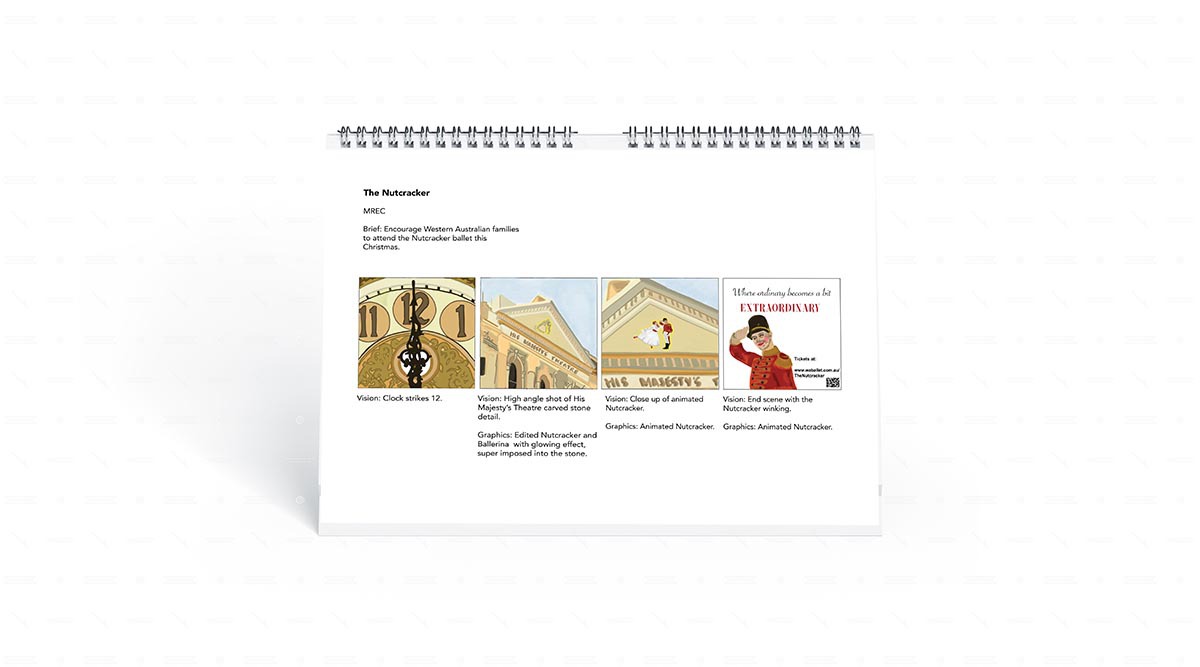 The Nutcracker
MREC
Brief: Encourage Western Australian families
to attend the Nutcracker ballet this
Christmas.
11 12 1
HIS MAJESTY'S THEATRE
HIS MAJESTY'S T
Where ordinary becomes a bit
EXTRAORDINARY
Tickets at:
www.waballet.com.au/
TheNutcracker
Vision: Clock strikes 12.
Vision: High angle shot of His
Majesty's Theatre carved stone
detail.
Graphics: Edited Nutcracker and
Ballerina with glowing effect,
super imposed into the stone.
Vision: Close up of animated
Nutcracker.
Graphics: Animated Nutcracker.
Vision: End scene with the
Nutcracker winking.
Graphics: Animated Nutcracker.